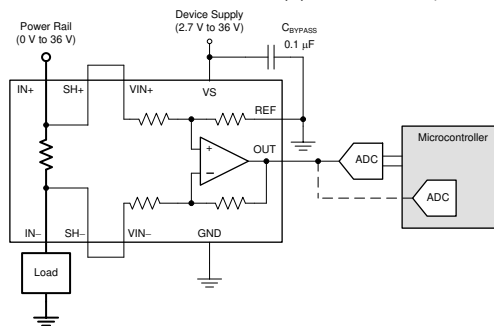 Power Rail
(0 V to 36 V)
Device Supply
(2.7 V to 36 V)
CBYPASS
0.1 μF
IN+
SH+
VIN+
VS
REF
+
OUT
−
ADC
Microcontroller
ADC
IN−
SH−
VIN−
GND
Load